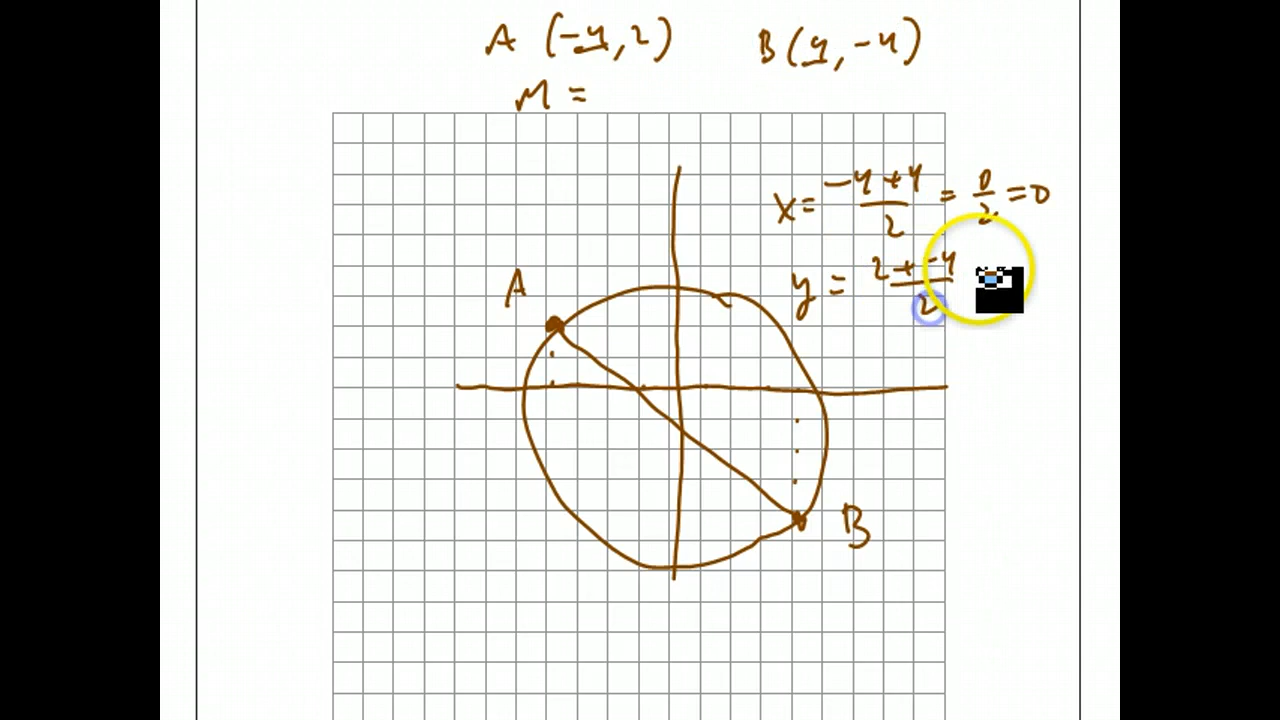 A (-4, 2) B (4, -4)
M =
x = -4 + 4 / 2 = 0 / 2 = 0
A
y = 2 + -4 / 2
B